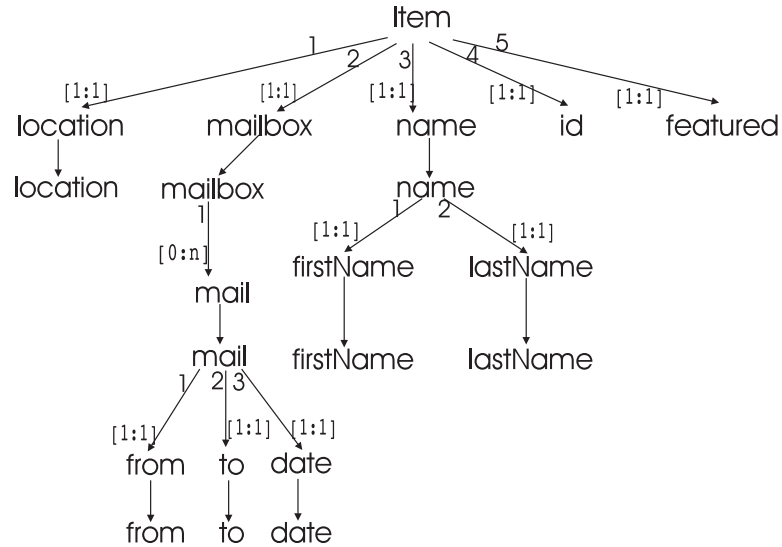 Item
1 2 3 4 5
[1:1] [1:1] [1:1] [1:1] [1:1]
location mailbox name id featured
location mailbox name
1 1 2
[0:n] [1:1] [1:1]
firstName lastName
mail
mail firstName lastName
1 2 3
[1:1] [1:1] [1:1]
from to date
from to date